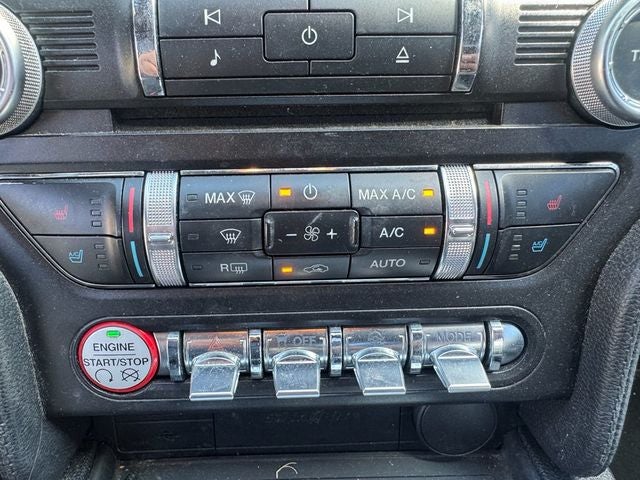 MAX
MAX A/C
A/C
R
AUTO
ENGINE
START/STOP
OFF
MODE